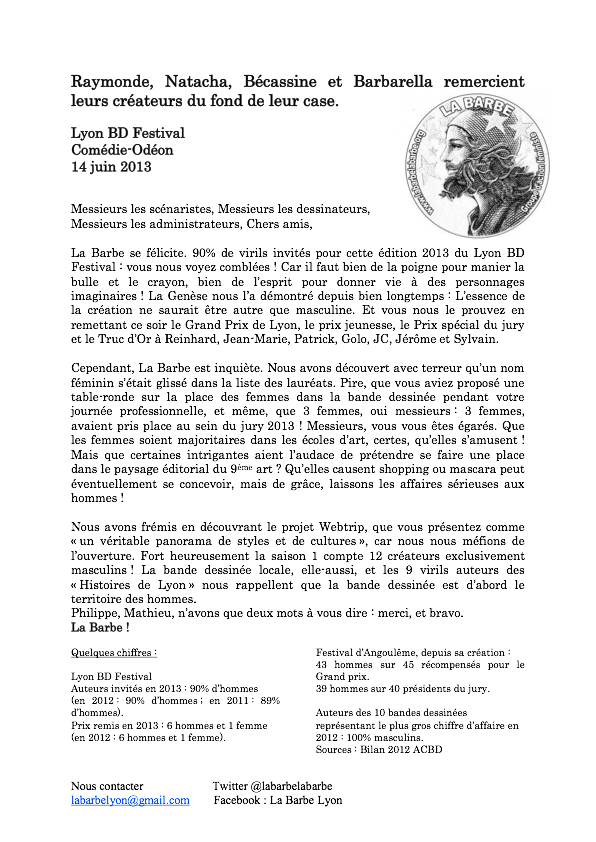 Raymonde, Natacha, Bécassine et Barbarella remercient
leurs créateurs du fond de leur case.
LA BARBE
www.labarbelabarbe.org
Lyon BD Festival
Comédie-Odéon
14 juin 2013
Messieurs les scénaristes, Messieurs les dessinateurs,
Messieurs les administrateurs, Chers amis,
La Barbe se félicite. 90% de virils invités pour cette édition 2013 du Lyon BD
Festival : vous nous voyez comblées ! Car il faut bien de la poigne pour manier la
bulle et le crayon, bien de l’esprit pour donner vie à des personnages
imaginaires ! La Genèse nous l’a démontré depuis bien longtemps : L’essence de
la création ne saurait être autre que masculine. Et vous nous le prouvez en
remettant ce soir le Grand Prix de Lyon, le prix jeunesse, le Prix spécial du jury
et le Truc d’Or à Reinhard, Jean-Marie, Patrick, Golo, JC, Jérôme et Sylvain.
Cependant, La Barbe est inquiète. Nous avons découvert avec terreur qu’un nom
féminin s’était glissé dans la liste des lauréats. Pire, que vous aviez proposé une
table-ronde sur la place des femmes dans la bande dessinée pendant votre
journée professionnelle, et même, que 3 femmes, oui messieurs : 3 femmes,
avaient pris place au sein du jury 2013 ! Messieurs, vous vous êtes égarés. Que
les femmes soient majoritaires dans les écoles d’art, certes, qu’elles s’amusent !
Mais que certaines intrigantes aient l’audace de prétendre se faire une place
dans le paysage éditorial du 9ème art ? Qu’elles causent shopping ou mascara peut
éventuellement se concevoir, mais de grâce, laissons les affaires sérieuses aux
hommes !
Nous avons frémis en découvrant le projet Webtrip, que vous présentez comme
« un véritable panorama de styles et de cultures », car nous nous méfions de
l’ouverture. Fort heureusement la saison 1 compte 12 créateurs exclusivement
masculins ! La bande dessinée locale, elle-aussi, et les 9 virils auteurs des
« Histoires de Lyon » nous rappellent que la bande dessinée est d’abord le
territoire des hommes.
Philippe, Mathieu, n’avons que deux mots à vous dire : merci, et bravo.
La Barbe !
Quelques chiffres :
Lyon BD Festival
Auteurs invités en 2013 : 90% d’hommes
(en 2012 : 90% d’hommes ; en 2011 : 89%
d’hommes).
Prix remis en 2013 : 6 hommes et 1 femme
(en 2012 : 6 hommes et 1 femme).
Festival d’Angoulême, depuis sa création :
43 hommes sur 45 récompensés pour le
Grand prix.
39 hommes sur 40 présidents du jury.
Auteurs des 10 bandes dessinées
représentant le plus gros chiffre d’affaire en
2012 : 100% masculins.
Sources : Bilan 2012 ACBD
Nous contacter
labarbelyon@gmail.com
Twitter @labarbelabarbe
Facebook : La Barbe Lyon